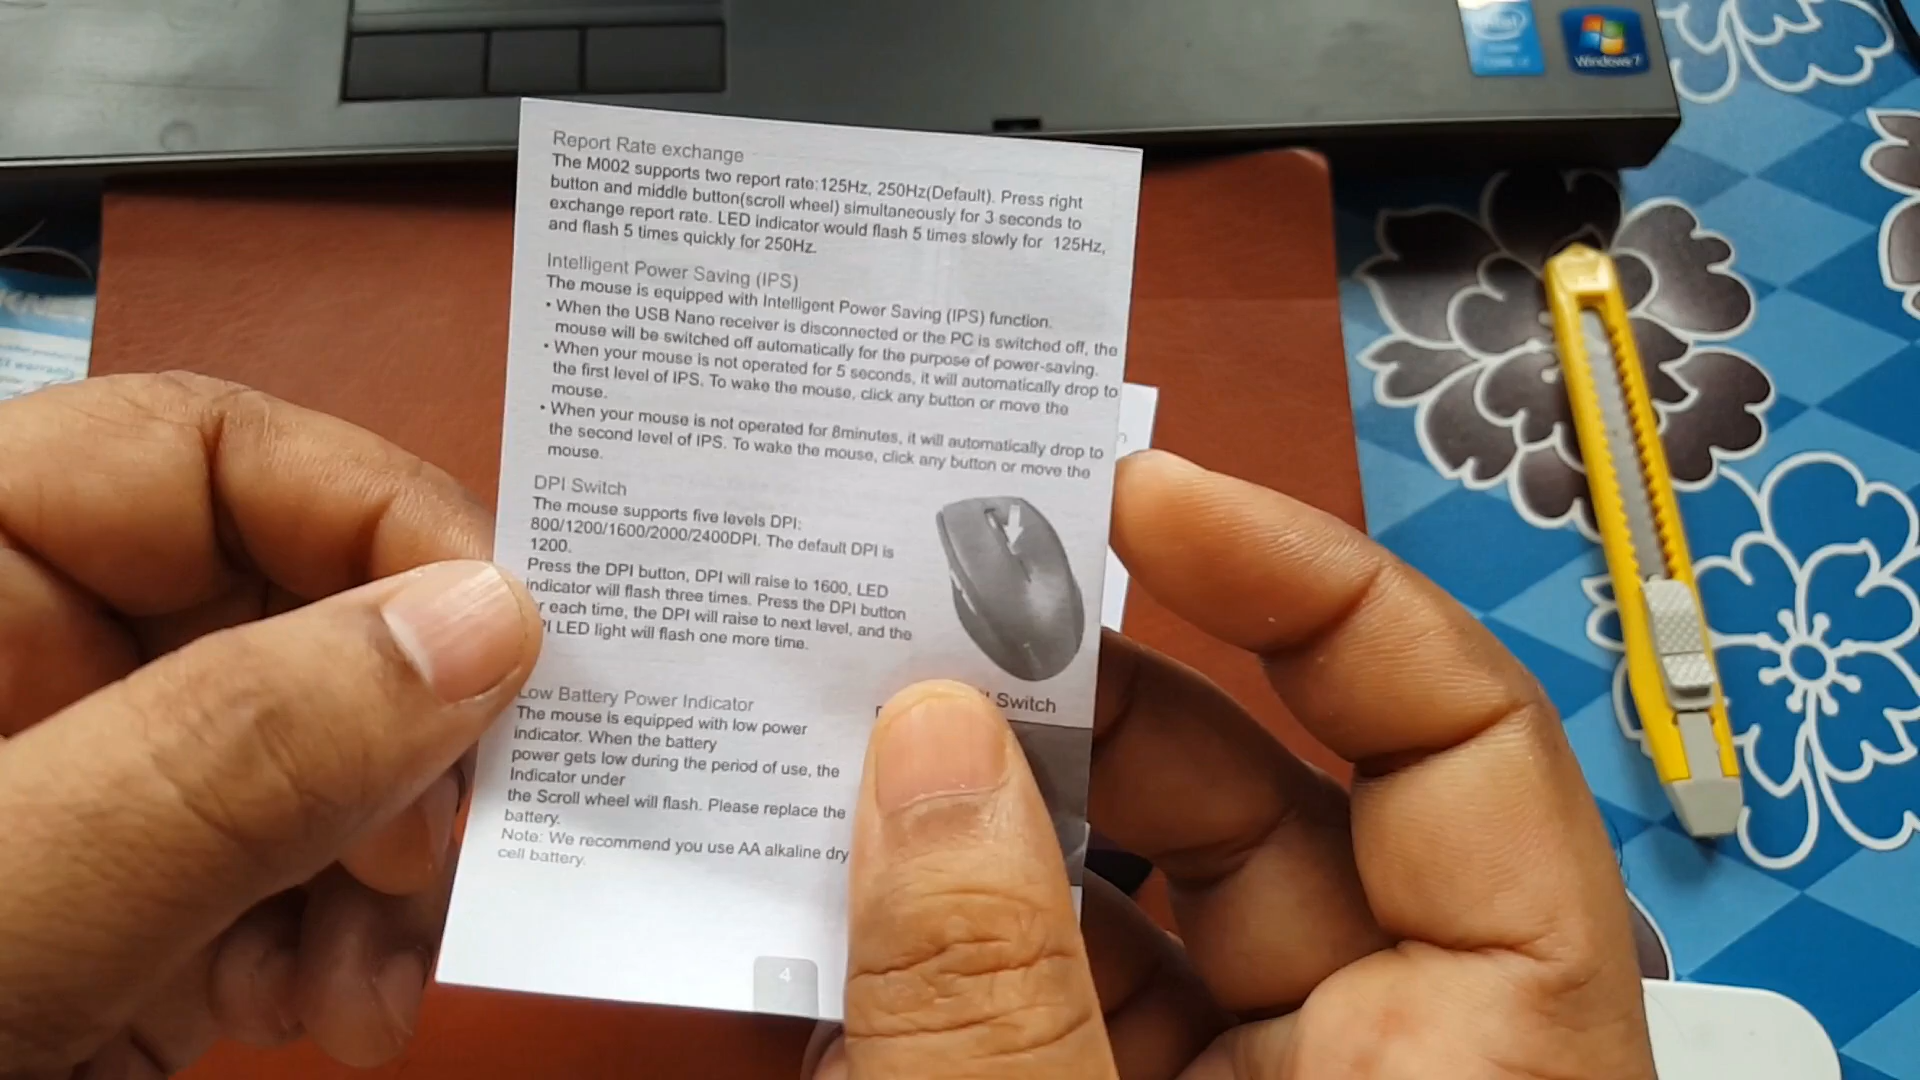 intel
Windows 7
Report Rate exchange
The M002 supports two report rate:125Hz, 250Hz(Default). Press right
button and middle button(scroll wheel) simultaneously for 3 seconds to
exchange report rate. LED indicator would flash 5 times slowly for 125Hz,
and flash 5 times quickly for 250Hz.
Intelligent Power Saving (IPS)
The mouse is equipped with Intelligent Power Saving (IPS) function.
• When the USB Nano receiver is disconnected or the PC is switched off, the
mouse will be switched off automatically for the purpose of power-saving.
• When your mouse is not operated for 5 seconds, it will automatically drop to
the first level of IPS. To wake the mouse, click any button or move the
mouse.
• When your mouse is not operated for 8minutes, it will automatically drop to
the second level of IPS. To wake the mouse, click any button or move the
mouse.
DPI Switch
The mouse supports five levels DPI:
800/1200/1600/2000/2400DPI. The default DPI is
1200.
Press the DPI button, DPI will raise to 1600, LED
indicator will flash three times. Press the DPI button
each time, the DPI will raise to next level, and the
LED light will flash one more time.
Switch
Low Battery Power Indicator
The mouse is equipped with low power
indicator. When the battery
power gets low during the period of use, the
Indicator under
the Scroll wheel will flash. Please replace the
battery.
Note: We recommend you use AA alkaline dry
cell battery.
4